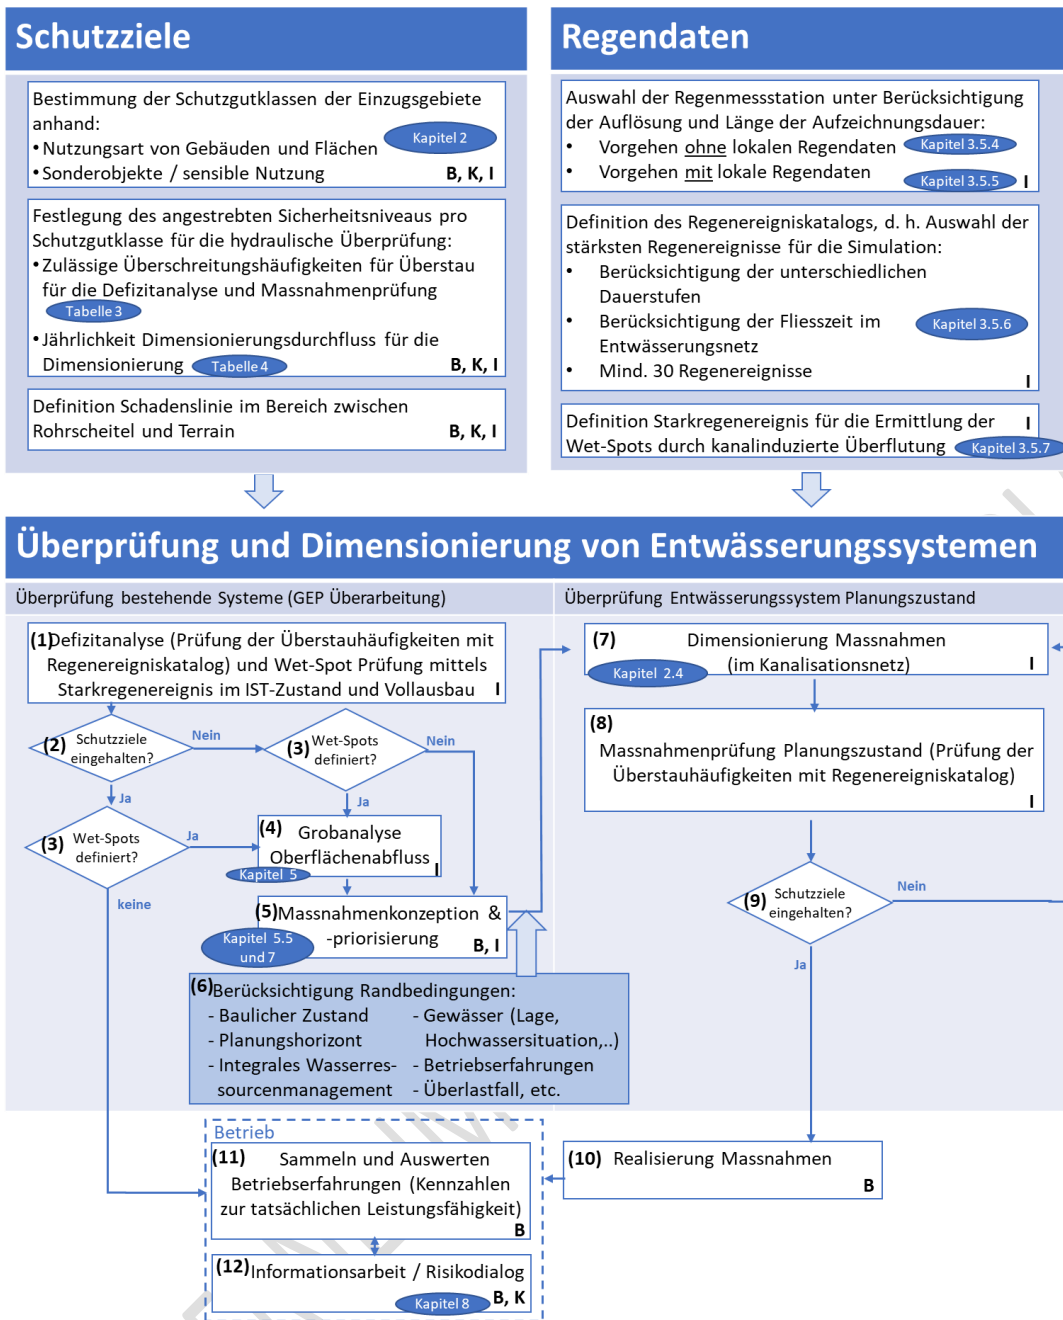 Schutzziele
Bestimmung der Schutzgutklassen der Einzugsgebiete
anhand:
• Nutzungsart von Gebäuden und Flächen
Kapitel 2
• Sonderobjekte / sensible Nutzung
B, K, I
Festlegung des angestrebten Sicherheitsniveaus pro
Schutzgutklasse für die hydraulische Überprüfung:
• Zulässige Überschreitungshäufigkeiten für Überstau
für die Defizitanalyse und Massnahmenprüfung
Tabelle 3
• Jährlichkeit Dimensionierungsdurchfluss für die
Dimensionierung
Tabelle 4
B, K, I
Definition Schadenslinie im Bereich zwischen
Rohrscheitel und Terrain
B, K, I
Regendaten
Auswahl der Regenmessstation unter Berücksichtigung
der Auflösung und Länge der Aufzeichnungsdauer:
• Vorgehen ohne lokalen Regendaten
Kapitel 3.5.4
• Vorgehen mit lokale Regendaten
Kapitel 3.5.5
I
Definition des Regenereigniskatalogs, d. h. Auswahl der
stärksten Regenereignisse für die Simulation:
• Berücksichtigung der unterschiedlichen
Dauerstufen
• Berücksichtigung der Fliesszeit im
Entwässerungsnetz
Kapitel 3.5.6
• Mind. 30 Regenereignisse
I
Definition Starkregenereignis für die Ermittlung der
I
Wet-Spots durch kanalinduzierte Überflutung
Kapitel 3.5.7
Überprüfung und Dimensionierung von Entwässerungssystemen
Überprüfung bestehende Systeme (GEP Überarbeitung)
(1) Defizitanalyse (Prüfung der Überstauhäufigkeiten mit
Regenereigniskatalog) und Wet-Spot Prüfung mittels
Starkregenereignis im IST-Zustand und Vollausbau
I
(2) Schutzziele
eingehalten?
Nein
Ja
(3) Wet-Spots
definiert?
Nein
Ja
(3) Wet-Spots
definiert?
Ja
keine
(4) Grobanalyse
Oberflächenabfluss
I
Kapitel 5
(5) Massnahmenkonzeption &
-priorisierung
B, I
Kapitel 5.5
und 7
(6) Berücksichtigung Randbedingungen:
- Baulicher Zustand
- Planungshorizont
- Integrales Wasserres-
sourcenmanagement
- Gewässer (Lage,
Hochwassersituation,..)
- Betriebserfahrungen
- Überlastfall, etc.
Überprüfung Entwässerungssystem Planungszustand
(7) Dimensionierung Massnahmen
(im Kanalisationsnetz)
I
Kapitel 2.4
(8)
Massnahmenprüfung Planungszustand (Prüfung der
Überstauhäufigkeiten mit Regenereigniskatalog)
I
(9) Schutzziele
eingehalten?
Nein
Ja
(10) Realisierung Massnahmen
B
Betrieb
(11) Sammeln und Auswerten
Betriebserfahrungen (Kennzahlen
zur tatsächlichen Leistungsfähigkeit)
B
(12) Informationsarbeit / Risikodialog
Kapitel 8
B, K